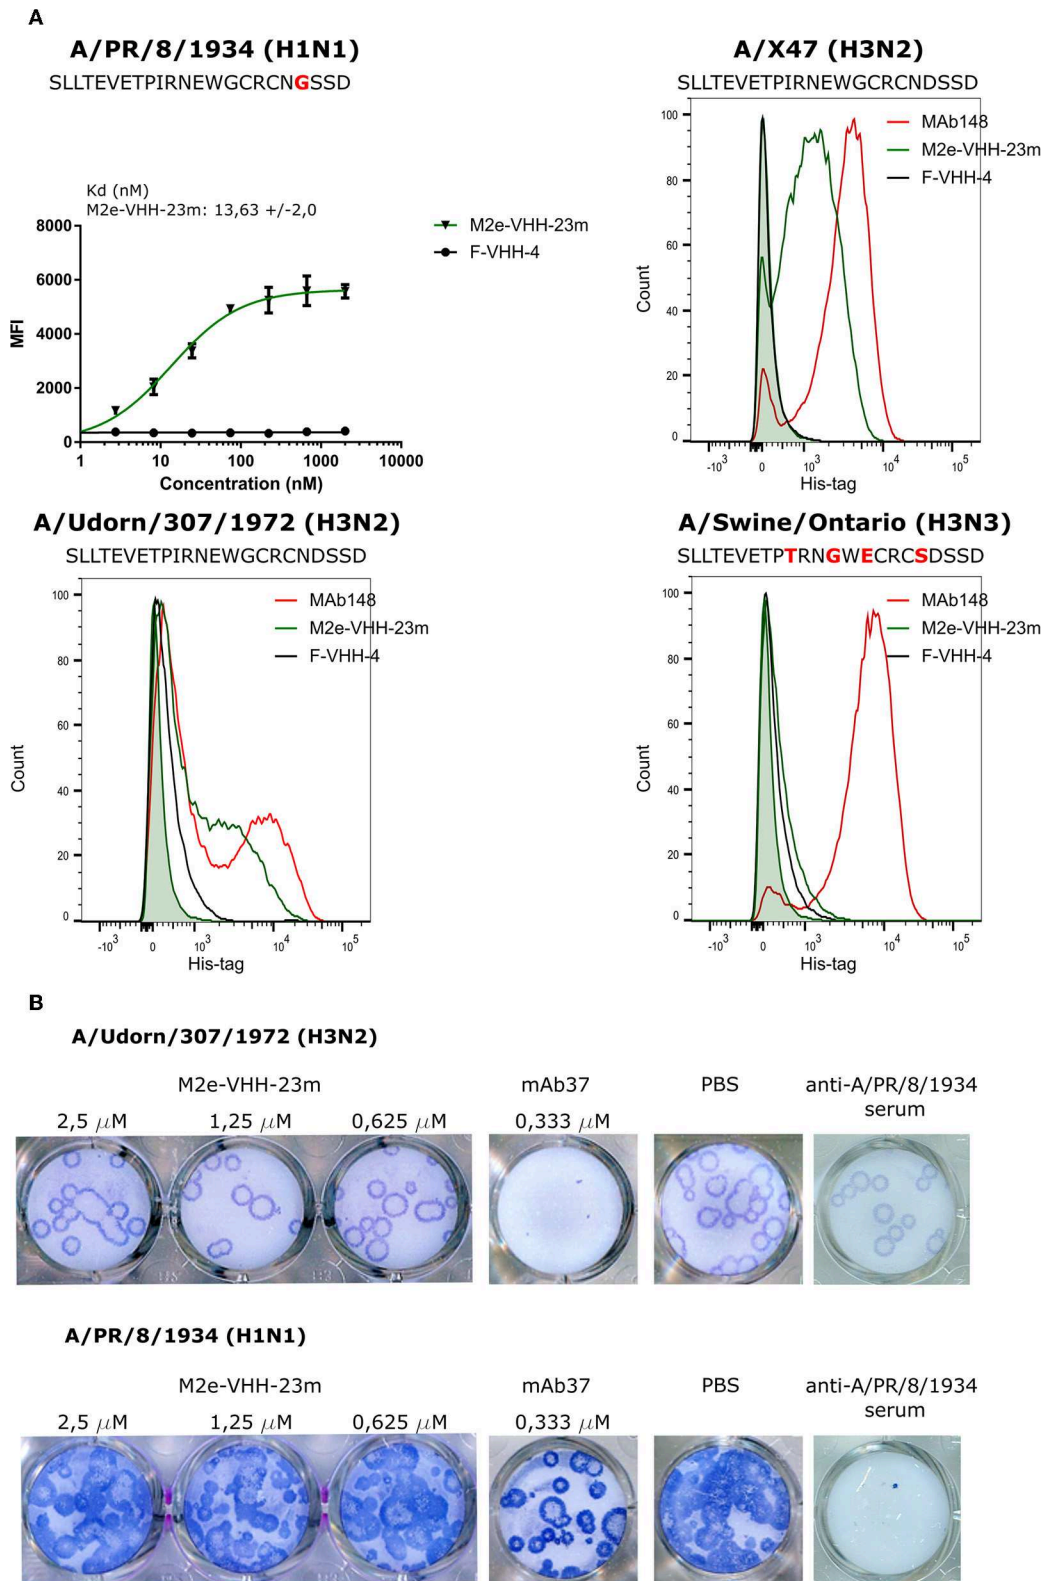 A
A/PR/8/1934 (H1N1)
SLLTEVETPIRNEWGCRCNGSSD
Kd (nM)
M2e-VHH-23m: 13,63 +/-2,0
8000
6000
4000
2000
0
MFI
1
10
100
1000
10000
Concentration (nM)
M2e-VHH-23m
F-VHH-4
A/X47 (H3N2)
SLLTEVETPIRNEWGCRCNDSSD
100
80
60
40
20
0
Count
MAb148
M2e-VHH-23m
F-VHH-4
-10³
0
10³
10⁴
10⁵
His-tag
A/Udorn/307/1972 (H3N2)
SLLTEVETPIRNEWGCRCNDSSD
100
80
60
40
20
0
Count
MAb148
M2e-VHH-23m
F-VHH-4
-10³
0
10³
10⁴
10⁵
His-tag
A/Swine/Ontario (H3N3)
SLLTEVETPTRNGWECRCSDSSD
100
80
60
40
20
0
Count
MAb148
M2e-VHH-23m
F-VHH-4
-10³
0
10³
10⁴
10⁵
His-tag
B
A/Udorn/307/1972 (H3N2)
M2e-VHH-23m
2,5 μM
1,25 μM
0,625 μM
mAb37
0,333 μM
PBS
anti-A/PR/8/1934
serum
A/PR/8/1934 (H1N1)
M2e-VHH-23m
2,5 μM
1,25 μM
0,625 μM
mAb37
0,333 μM
PBS
anti-A/PR/8/1934
serum